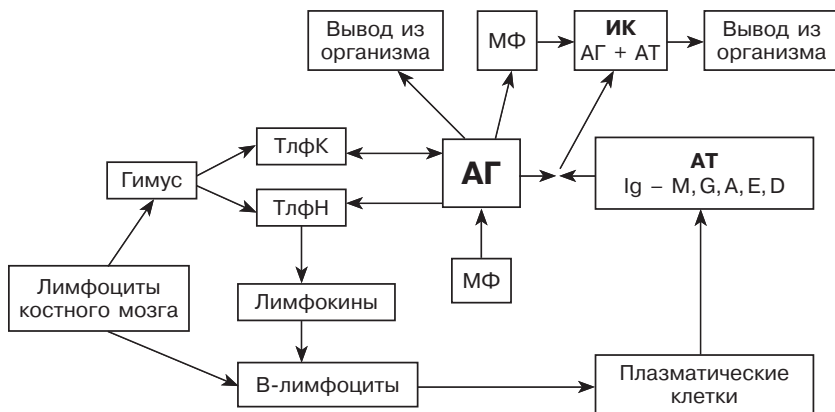 Вывод из
организма
МФ
ИК
АГ + АТ
Вывод из
организма
ТлфК
АГ
АТ
Ig – M, G, A, E, D
Гимус
ТлфН
МФ
Лимфоциты
костного мозга
Лимфокины
В-лимфоциты
Плазматические
клетки